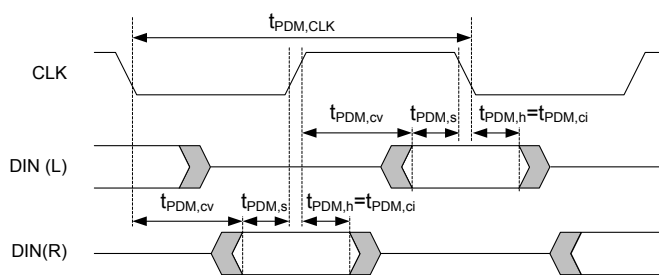 tPDM,CLK
CLK
tPDM,cv tPDM,s tPDM,h=tPDM,ci
DIN (L)
tPDM,cv tPDM,s tPDM,h=tPDM,ci
DIN(R)